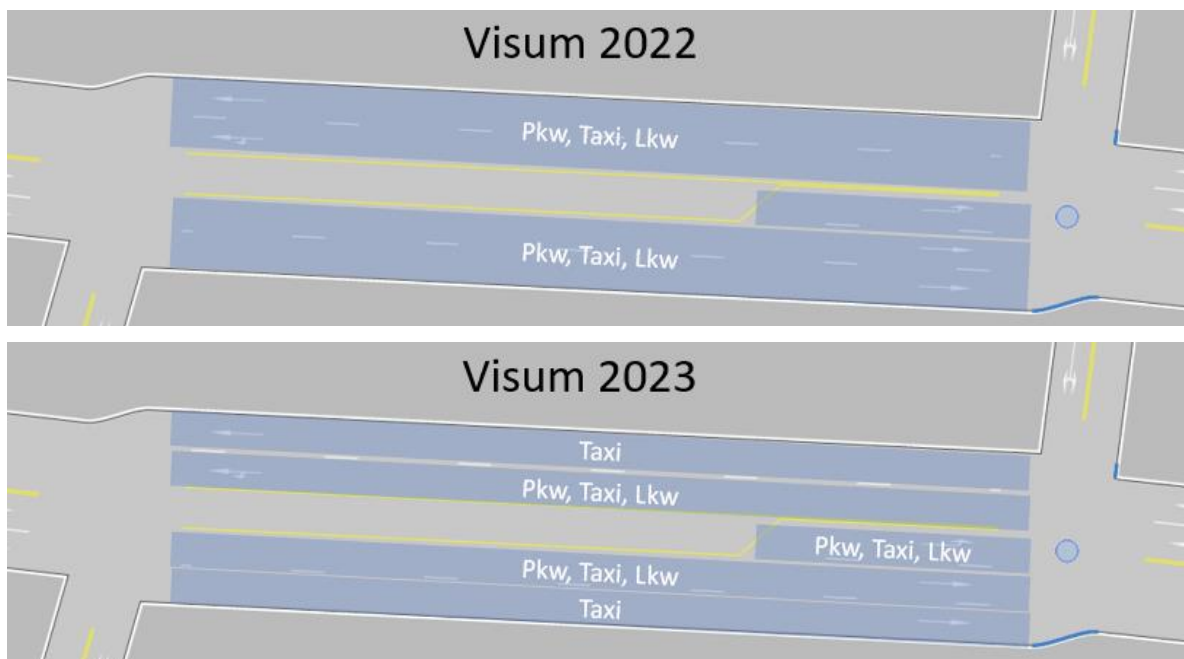 Visum 2022
Pkw, Taxi, Lkw
Pkw, Taxi, Lkw
Visum 2023
Taxi
Pkw, Taxi, Lkw
Pkw, Taxi, Lkw
Pkw, Taxi, Lkw
Taxi